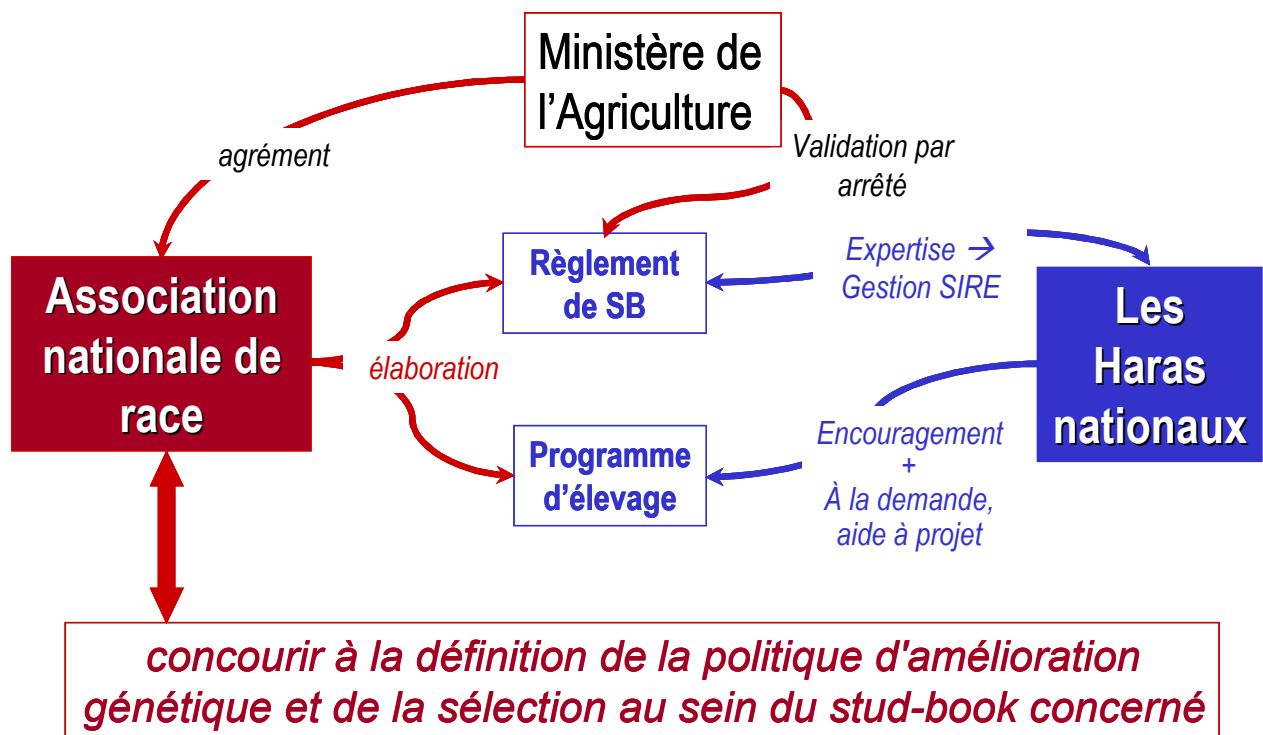 Ministère de
l'Agriculture
agrément
Validation par
arrêté
Association
nationale de
race
Règlement
de SB
Expertise →
Gestion SIRE
Les
Haras
nationaux
élaboration
Programme
d'élevage
Encouragement
+
À la demande,
aide à projet
concourir à la définition de la politique d'amélioration
génétique et de la sélection au sein du stud-book concerné